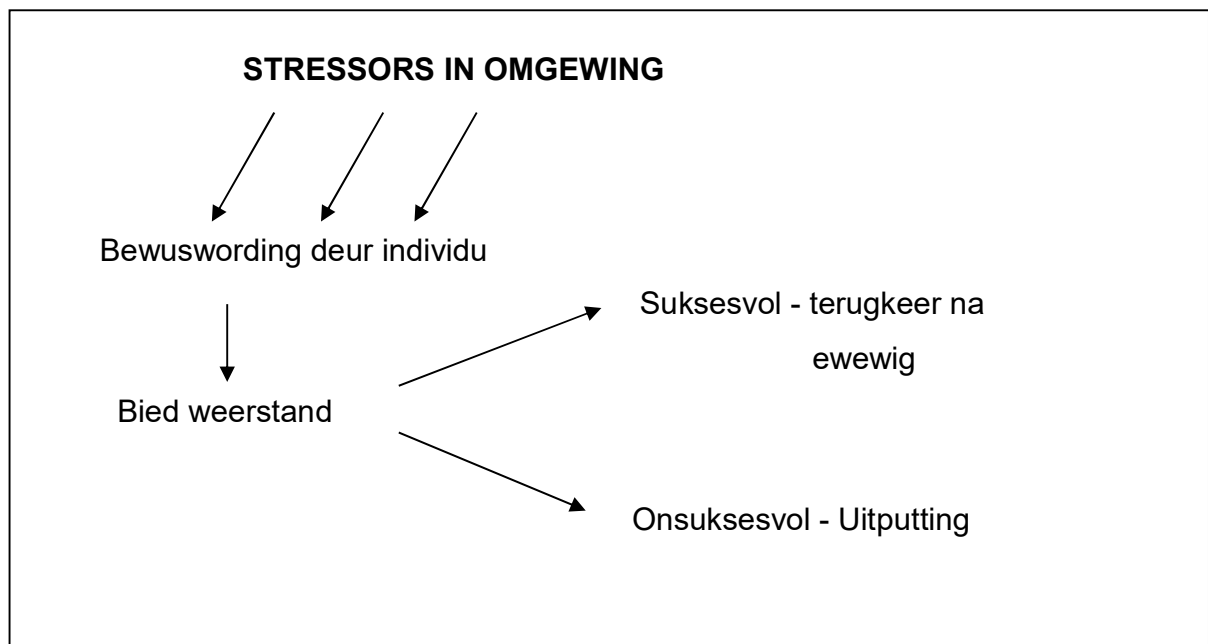 STRESSORS IN OMGEWING
Bewuswording deur individu
Suksesvol - terugkeer na
ewewig
Bied weerstand
Onsuksesvol - Uitputting